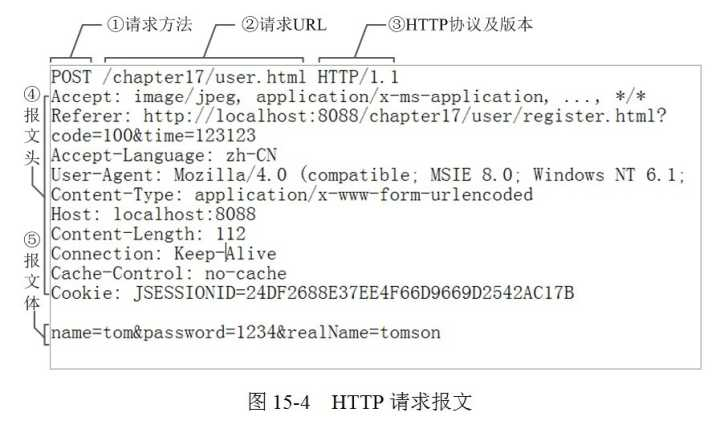 ①请求方法
②请求URL
③HTTP协议及版本
POST /chapter17/user.html HTTP/1.1
④报文头
Accept: image/jpeg, application/x-ms-application, ..., */*
Referer: http://localhost:8088/chapter17/user/register.html?
code=100&time=123123
Accept-Language: zh-CN
User-Agent: Mozilla/4.0 (compatible; MSIE 8.0; Windows NT 6.1;
Content-Type: application/x-www-form-urlencoded
Host: localhost:8088
Content-Length: 112
Connection: Keep-Alive
Cache-Control: no-cache
Cookie: JSESSIONID=24DF2688E37EE4F66D9669D2542AC17B
⑤报文体
name=tom&password=1234&realName=tomson
图 15-4 HTTP 请求报文